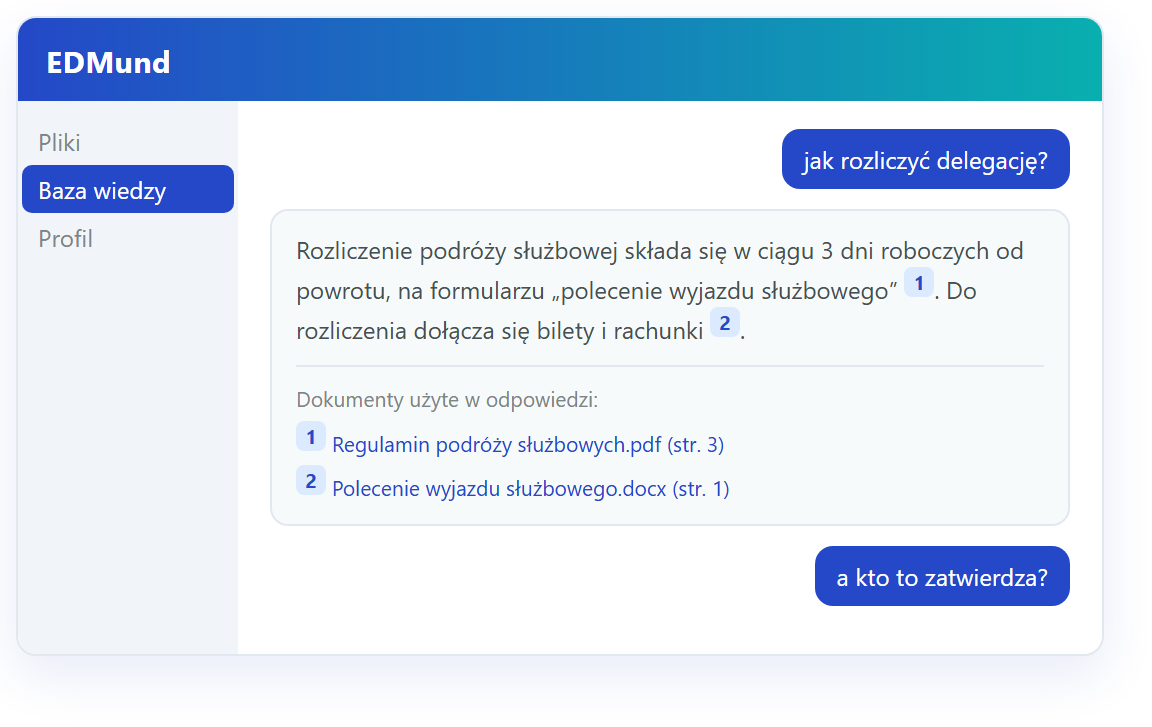 EDMund
Pliki
Baza wiedzy
Profil
jak rozliczyć delegację?
Rozliczenie podróży służbowej składa się w ciągu 3 dni roboczych od
powrotu, na formularzu „polecenie wyjazdu służbowego” 1. Do
rozliczenia dołącza się bilety i rachunki 2.
Dokumenty użyte w odpowiedzi:
1 Regulamin podróży służbowych.pdf (str. 3)
2 Polecenie wyjazdu służbowego.docx (str. 1)
a kto to zatwierdza?